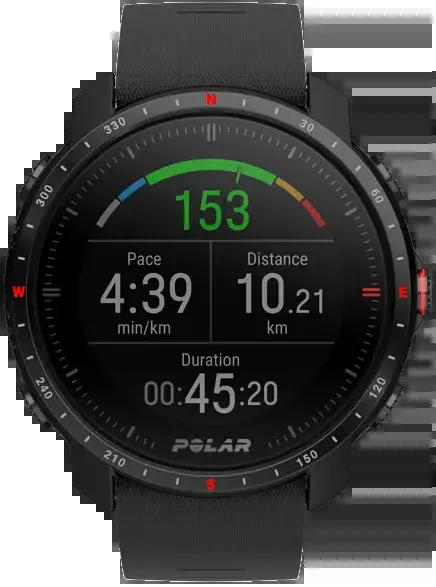 N
330
30
300
60
153
Pace
Distance
4:39
10.21
W
E
min/km
km
Duration
240
120
00:45:20
POLAR
210
150
S